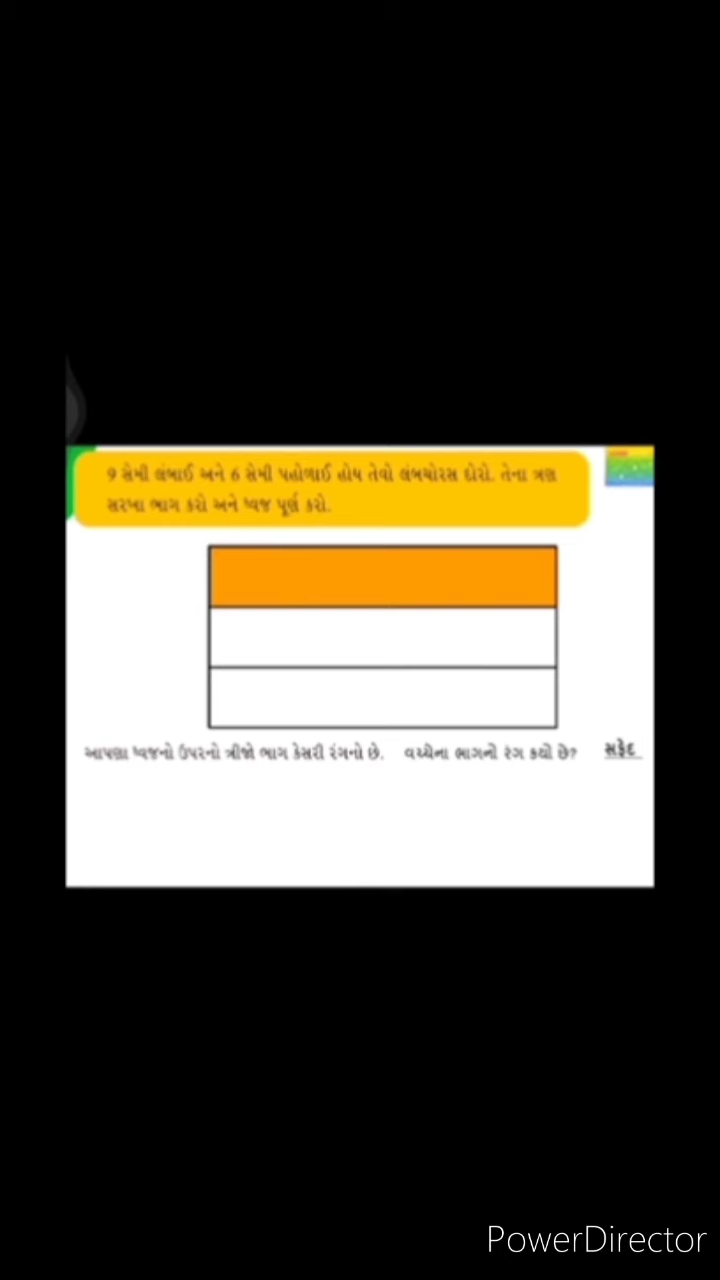 9 સેમી લંબાઈ અને 6 સેમી પહોળાઈ હોય તેવો લંબચોરસ દોરો. તેના ત્રણ
સરખા ભાગ કરો અને ધ્વજ પૂર્ણ કરો.
આપણા ધ્વજનો ઉપરનો ત્રીજો ભાગ કેસરી રંગનો છે. વચ્ચેના ભાગનો રંગ કયો છે? સફેદ
PowerDirector